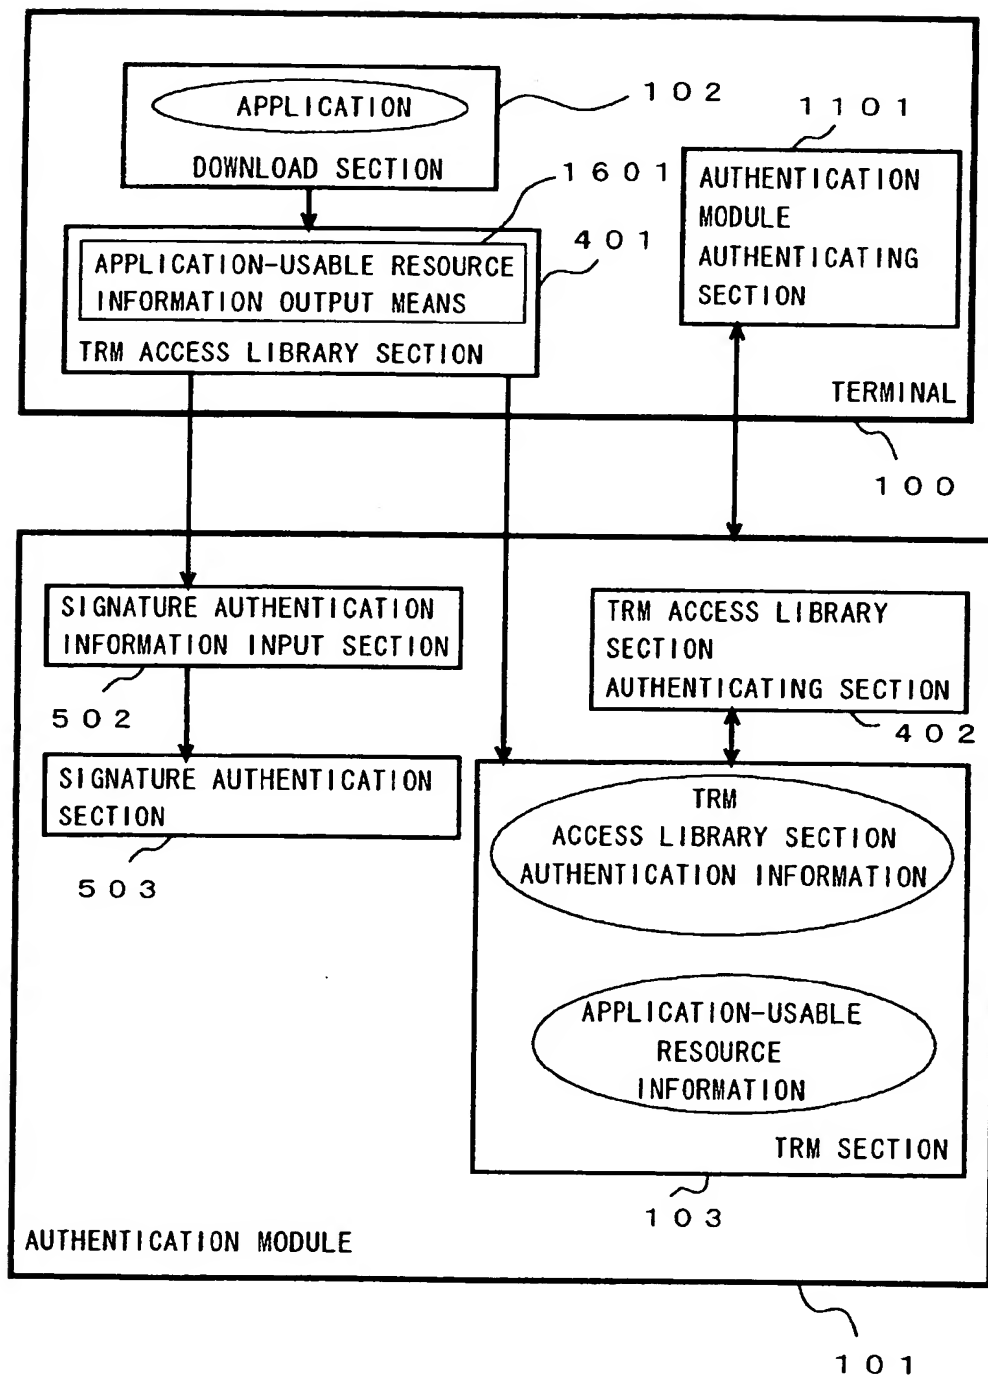 APPLICATION
DOWNLOAD SECTION
102
1601
APPLICATION-USABLE RESOURCE
INFORMATION OUTPUT MEANS
TRM ACCESS LIBRARY SECTION
401
1101
AUTHENTICATION
MODULE
AUTHENTICATING
SECTION
TERMINAL
100
SIGNATURE AUTHENTICATION
INFORMATION INPUT SECTION
502
SIGNATURE AUTHENTICATION
SECTION
503
TRM ACCESS LIBRARY
SECTION
AUTHENTICATING SECTION
402
TRM
ACCESS LIBRARY SECTION
AUTHENTICATION INFORMATION
APPLICATION-USABLE
RESOURCE
INFORMATION
TRM SECTION
103
AUTHENTICATION MODULE
101